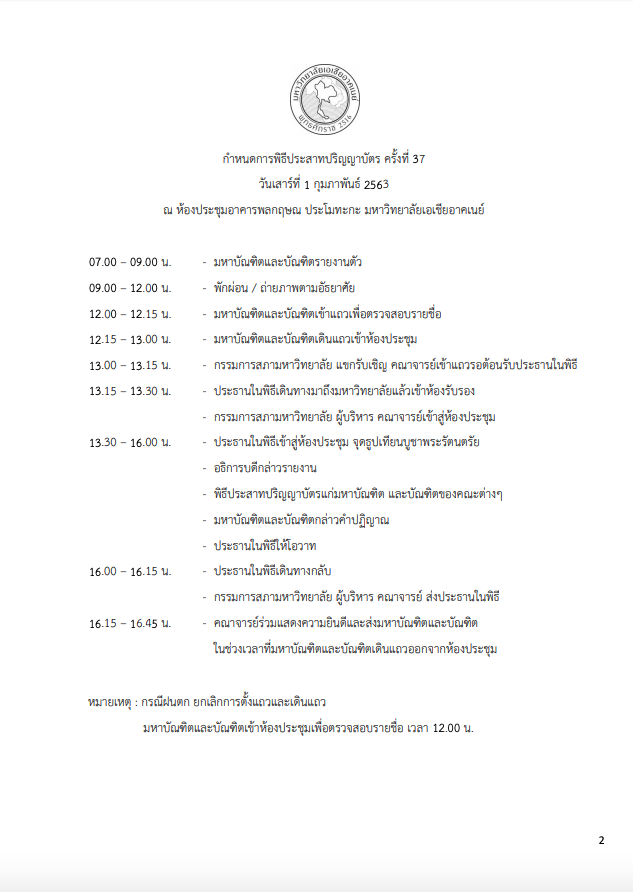 มหาวิทยาลัยเอเชียอาคเนย์
พุทธศักราช 2516
กำหนดการพิธีประสาทปริญญาบัตร ครั้งที่ 37
วันเสาร์ที่ 1 กุมภาพันธ์ 2563
ณ ห้องประชุมอาคารพลกฤษณ ประโมทะกะ มหาวิทยาลัยเอเชียอาคเนย์
07.00 – 09.00 น. - มหาบัณฑิตและบัณฑิตรายงานตัว
09.00 – 12.00 น. - พักผ่อน / ถ่ายภาพตามอัธยาศัย
12.00 – 12.15 น. - มหาบัณฑิตและบัณฑิตเข้าแถวเพื่อตรวจสอบรายชื่อ
12.15 – 13.00 น. - มหาบัณฑิตและบัณฑิตเดินแถวเข้าห้องประชุม
13.00 – 13.15 น. - กรรมการสภามหาวิทยาลัย แขกรับเชิญ คณาจารย์เข้าแถวรอต้อนรับประธานในพิธี
13.15 – 13.30 น. - ประธานในพิธีเดินทางมาถึงมหาวิทยาลัยแล้วเข้าห้องรับรอง
- กรรมการสภามหาวิทยาลัย ผู้บริหาร คณาจารย์เข้าสู่ห้องประชุม
13.30 – 16.00 น. - ประธานในพิธีเข้าสู่ห้องประชุม จุดธูปเทียนบูชาพระรัตนตรัย
- อธิการบดีกล่าวรายงาน
- พิธีประสาทปริญญาบัตรแก่มหาบัณฑิต และบัณฑิตของคณะต่างๆ
- มหาบัณฑิตและบัณฑิตกล่าวคำปฏิญาณ
- ประธานในพิธีให้โอวาท
16.00 – 16.15 น. - ประธานในพิธีเดินทางกลับ
- กรรมการสภามหาวิทยาลัย ผู้บริหาร คณาจารย์ ส่งประธานในพิธี
16.15 – 16.45 น. - คณาจารย์ร่วมแสดงความยินดีและส่งมหาบัณฑิตและบัณฑิต
ในช่วงเวลาที่มหาบัณฑิตและบัณฑิตเดินแถวออกจากห้องประชุม
หมายเหตุ : กรณีฝนตก ยกเลิกการตั้งแถวและเดินแถว
มหาบัณฑิตและบัณฑิตเข้าห้องประชุมเพื่อตรวจสอบรายชื่อ เวลา 12.00 น.
2